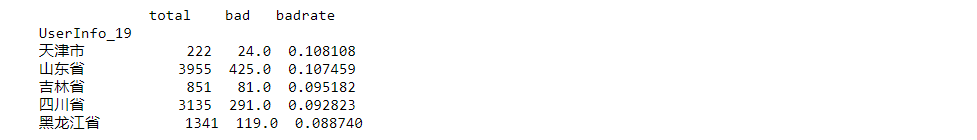 total bad badrate
UserInfo_19
天津市 222 24.0 0.108108
山东省 3955 425.0 0.107459
吉林省 851 81.0 0.095182
四川省 3135 291.0 0.092823
黑龙江省 1341 119.0 0.088740